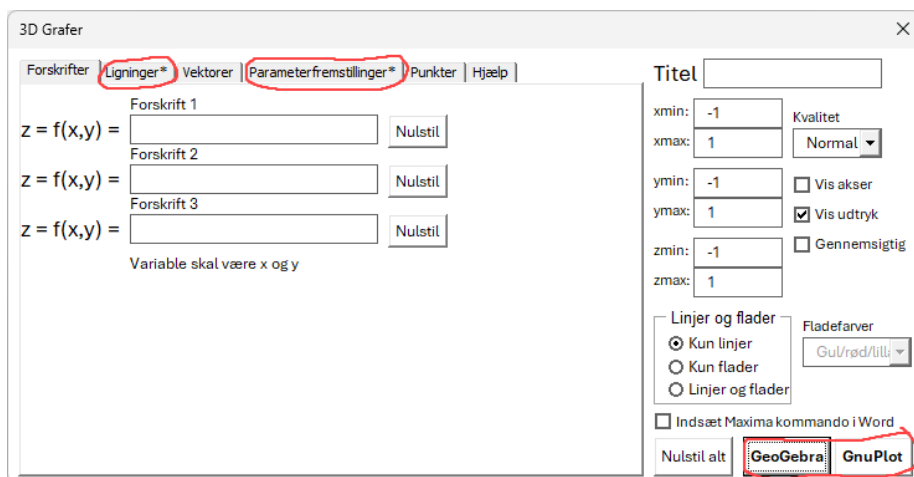 3D Grafer
Forskrifter Ligninger* Vektorer Parameterfremstillinger* Punkter Hjælp
Forskrift 1
z = f(x,y) = Nulstil
Forskrift 2
z = f(x,y) = Nulstil
Forskrift 3
z = f(x,y) = Nulstil
Variable skal være x og y
Titel
xmin: -1
xmax: 1
Kvalitet
Normal
ymin: -1
ymax: 1
Vis akser
Vis udtryk
Gennemsigtig
zmin: -1
zmax: 1
Linjer og flader
Kun linjer
Kun flader
Linjer og flader
Fladefarver
Gul/rød/lill
Indsæt Maxima kommando i Word
Nulstil alt GeoGebra GnuPlot